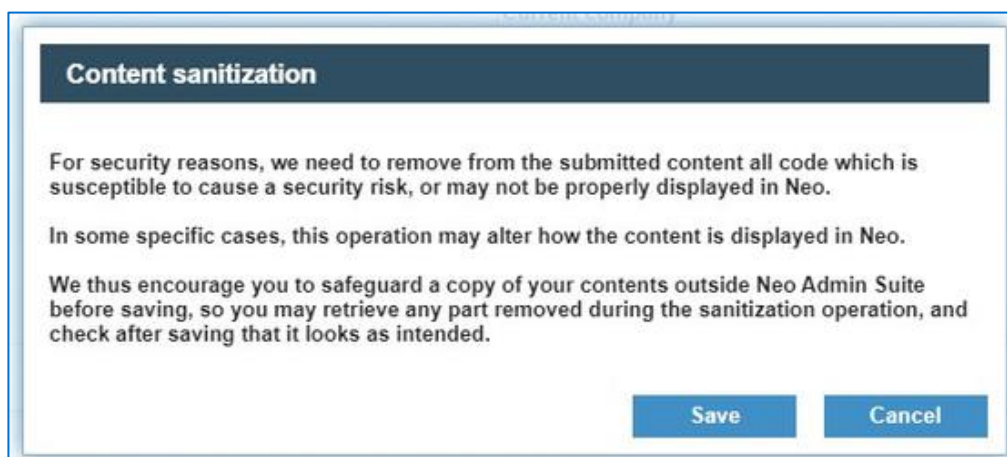 Current company
Content sanitization
For security reasons, we need to remove from the submitted content all code which is
susceptible to cause a security risk, or may not be properly displayed in Neo.
In some specific cases, this operation may alter how the content is displayed in Neo.
We thus encourage you to safeguard a copy of your contents outside Neo Admin Suite
before saving, so you may retrieve any part removed during the sanitization operation, and
check after saving that it looks as intended.
Save Cancel